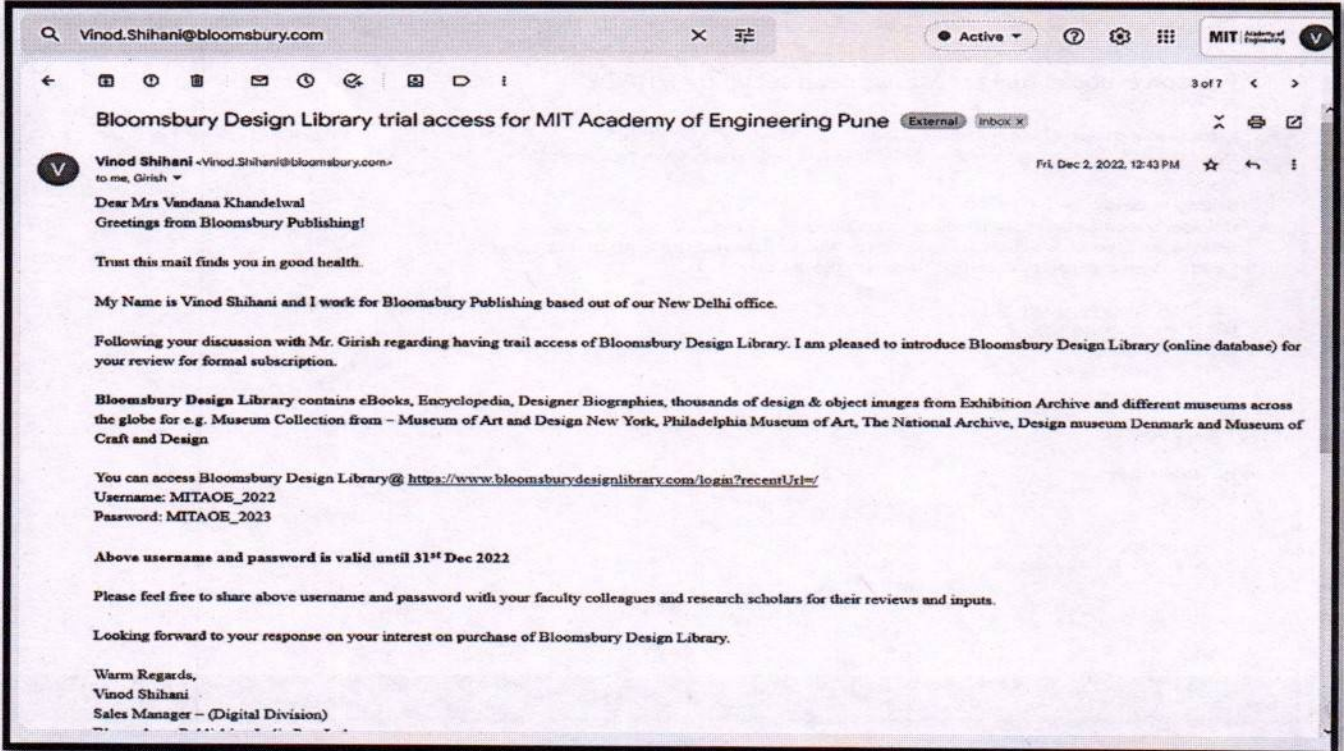 Vinod.Shihani@bloomsbury.com
Active
MIT Academy of Engineering
V
3 of 7
Bloomsbury Design Library trial access for MIT Academy of Engineering Pune External Inbox x
V
Vinod Shihani <Vinod.Shihani@bloomsbury.com>
Fri, Dec 2, 2022, 12:43 PM
to me, Girish
Dear Mrs Vandana Khandelwal
Greetings from Bloomsbury Publishing!
Trust this mail finds you in good health.
My Name is Vinod Shihani and I work for Bloomsbury Publishing based out of our New Delhi office.
Following your discussion with Mr. Girish regarding having trail access of Bloomsbury Design Library. I am pleased to introduce Bloomsbury Design Library (online database) for
your review for formal subscription.
Bloomsbury Design Library contains eBooks, Encyclopedia, Designer Biographies, thousands of design & object images from Exhibition Archive and different museums across
the globe for e.g. Museum Collection from – Museum of Art and Design New York, Philadelphia Museum of Art, The National Archive, Design museum Denmark and Museum of
Craft and Design
You can access Bloomsbury Design Library@ https://www.bloomsburydesignlibrary.com/login?recentUrl=/
Username: MITAOE_2022
Password: MITAOE_2023
Above username and password is valid until 31st Dec 2022
Please feel free to share above username and password with your faculty colleagues and research scholars for their reviews and inputs.
Looking forward to your response on your interest on purchase of Bloomsbury Design Library.
Warm Regards,
Vinod Shihani
Sales Manager – (Digital Division)